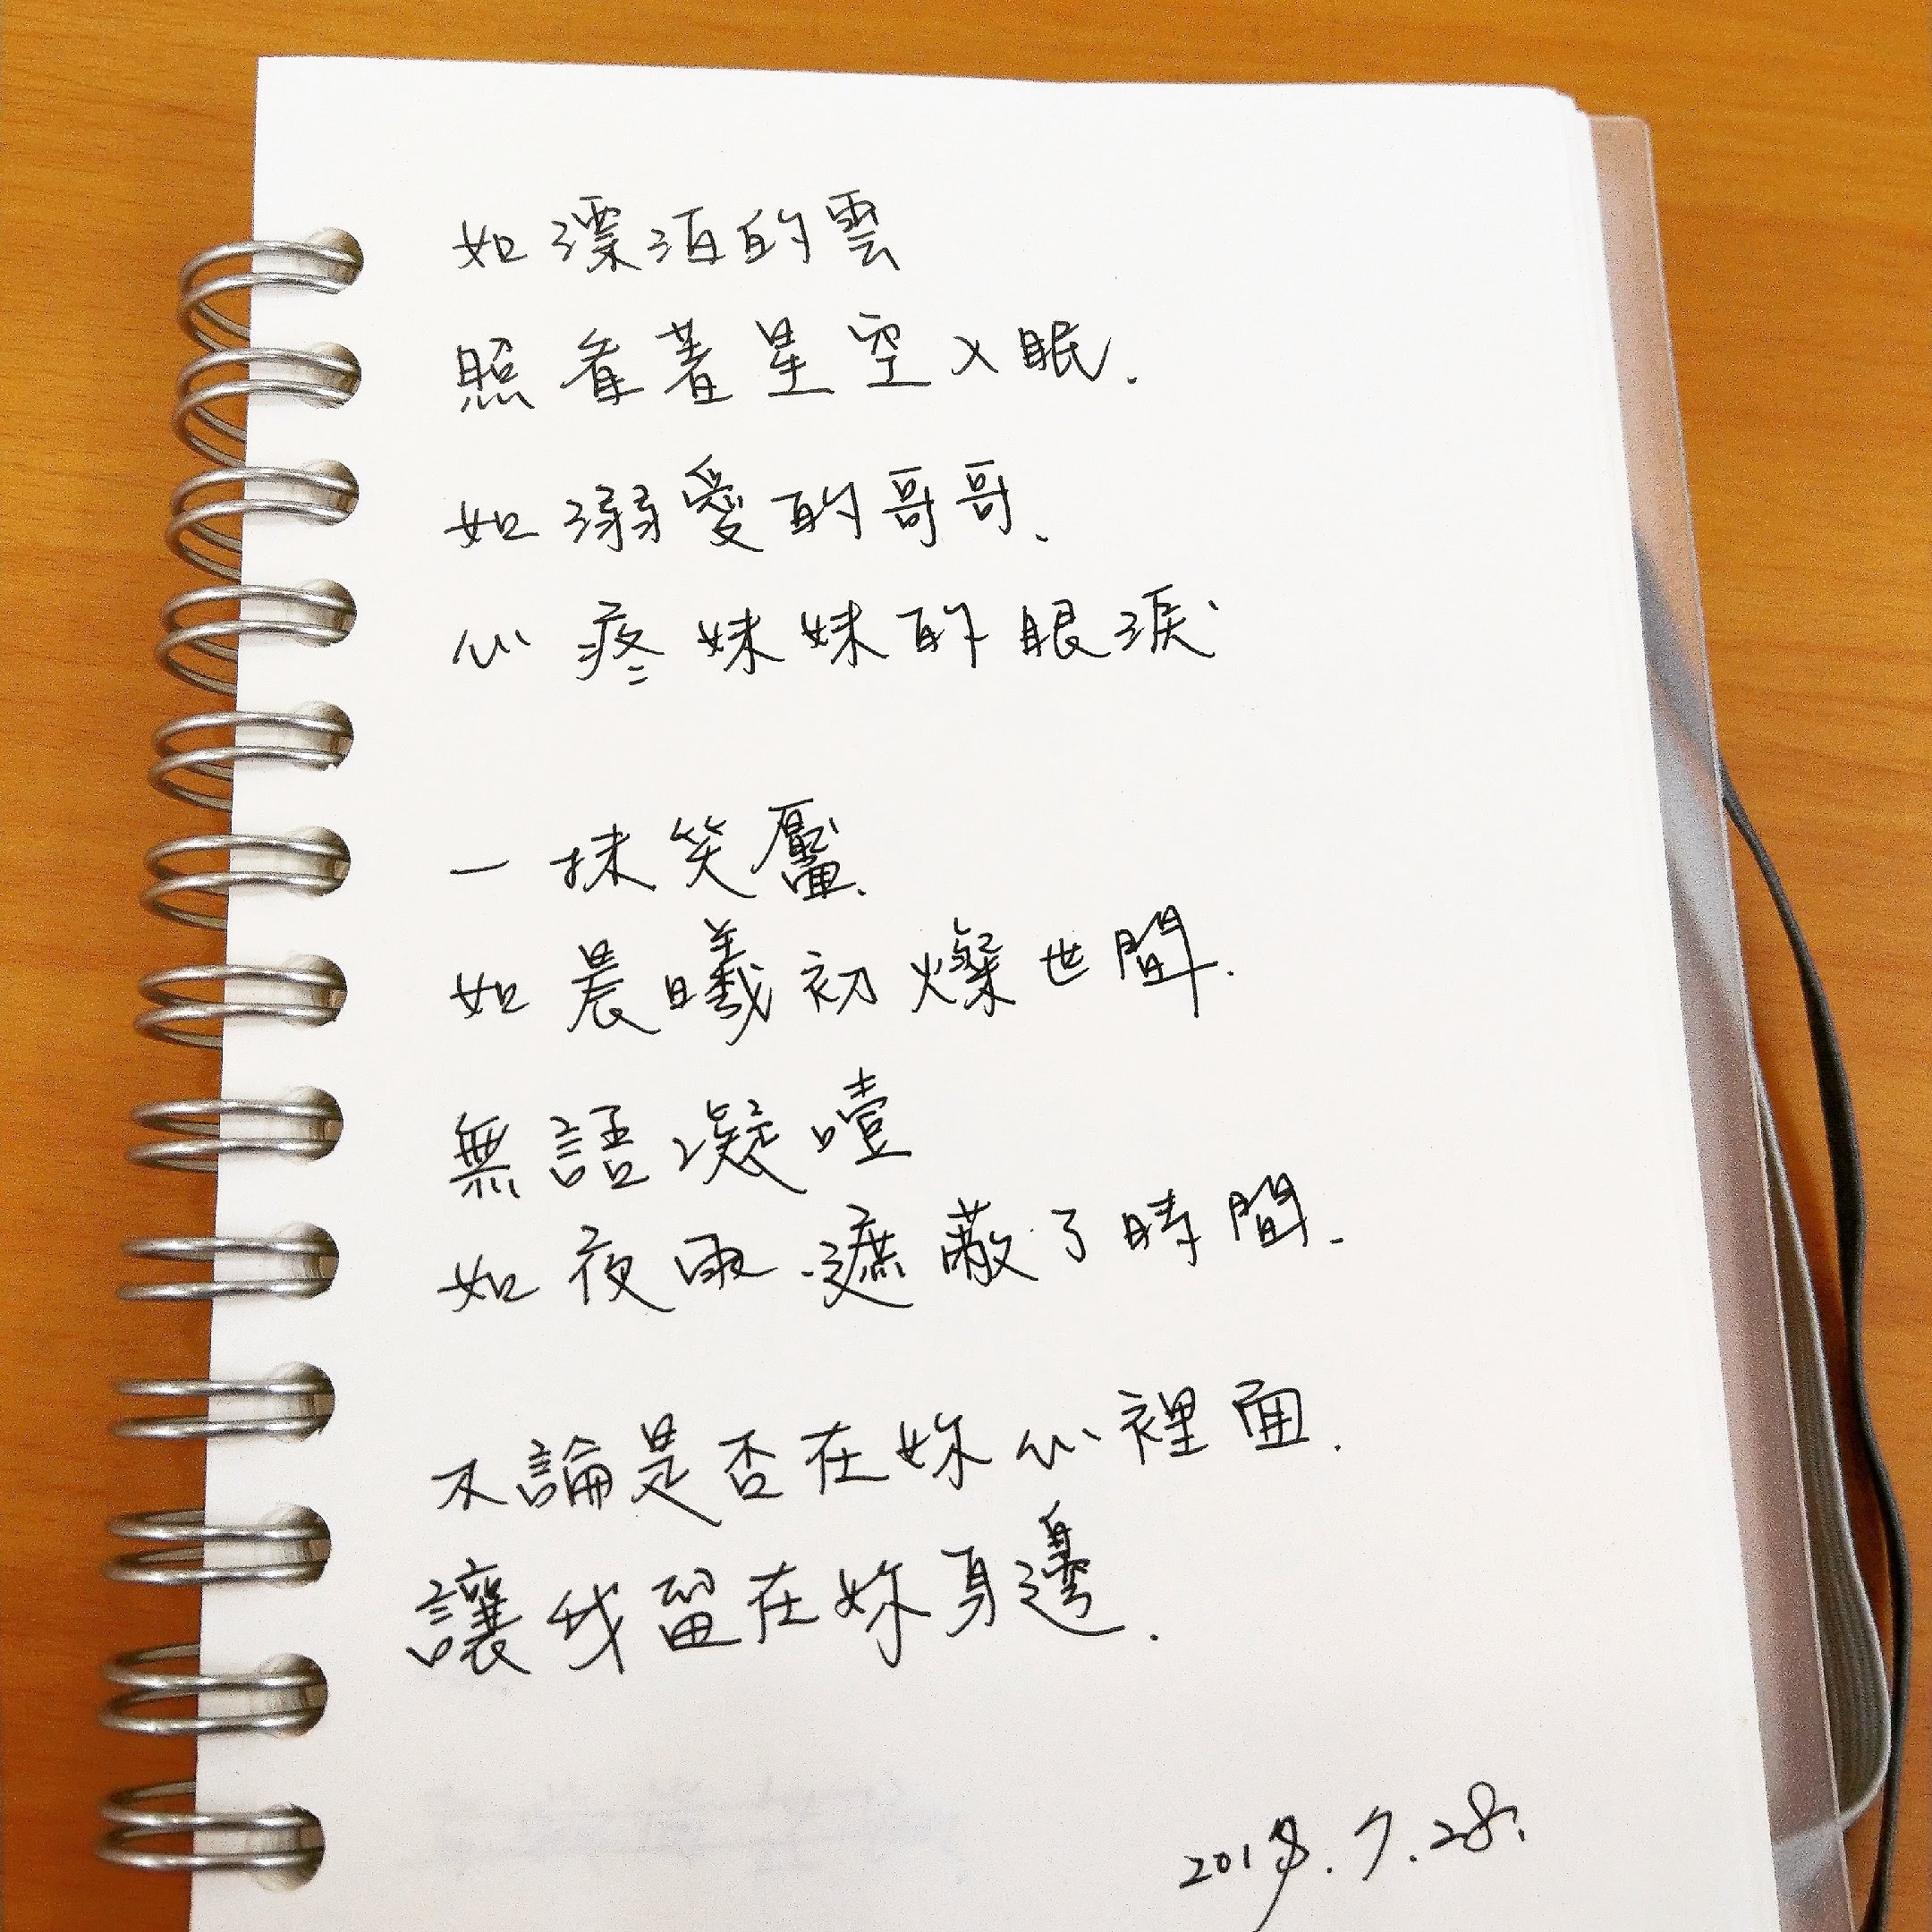 如漂泊的雲
照看著星空入眠.
如溺愛的哥哥、
心疼妹妹的眼淚
一抹笑靨.
如晨曦初燦世間.
無語凝噎
如夜雨遮蔽了時間.
不論是否在妳心裡面.
讓我留在妳身邊.
2018.7.28.